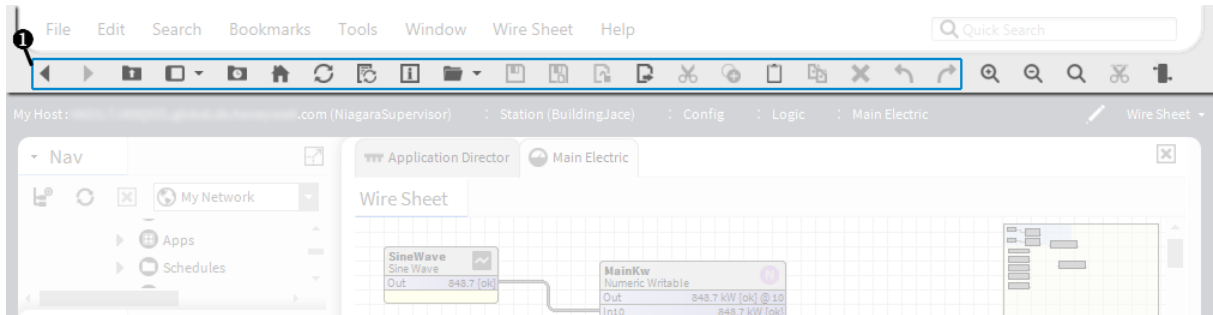 File Edit Search Bookmarks Tools Window Wire Sheet Help Quick Search
1
My Host: .com (NiagaraSupervisor) : Station (BuildingJace) : Config : Logic : Main Electric Wire Sheet
Nav
Application Director Main Electric
My Network
Wire Sheet
Apps
Schedules
SineWave
Sine Wave
Out 848.7 [ok]
MainKw
Numeric Writable
N
Out 848.7 kW [ok] @ 10
In10 848.7 kW [ok]